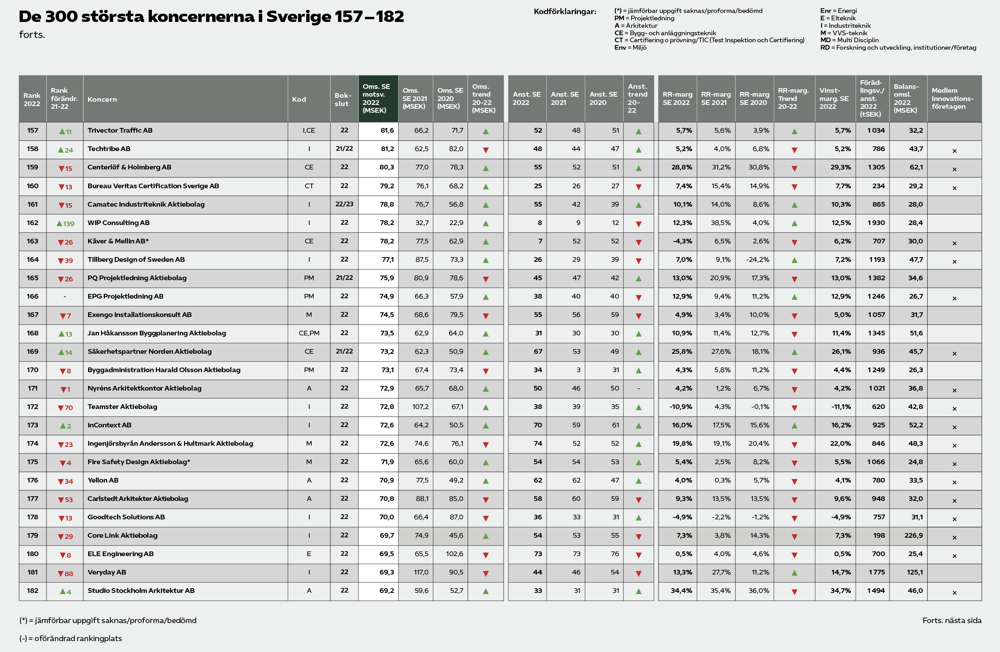 De 300 största koncernerna i Sverige 157–182
forts.
Kodförklaringar:
(*) = jämförbar uppgift saknas/proforma/bedömd
PM = Projektledning
A = Arkitektur
CE = Bygg- och anläggningsteknik
CT = Certifiering o prövning/TIC (Test Inspektion och Certifiering)
Env = Miljö
Enr = Energi
E = Elteknik
I = Industriteknik
M = VVS-teknik
MD = Multi Disciplin
RD = Forskning och utveckling, institutioner/företag
Rank 2022 | Rank förändr. 21-22 | Koncern | Kod | Bok-slut | Oms. SE motsv. 2022 (MSEK) | Oms. SE 2021 (MSEK) | Oms. SE 2020 (MSEK) | Oms. trend 20-22 (MSEK) | Anst. SE 2022 | Anst. SE 2021 | Anst. SE 2020 | Anst. trend 20-22 | RR-marg SE 2022 | RR-marg SE 2021 | RR-marg SE 2020 | RR-marg. Trend 20-22 | Vinst-marg. SE 2022 | Föräd-lingsv./anst. 2022 (tSEK) | Balans-omsl. 2022 (MSEK) | Medlem Innovations-företagen
157 ▲11 Trivector Traffic AB I,CE 22 81,6 66,2 71,7 ▲ 52 48 51 ▲ 5,7% 5,6% 3,9% ▲ 5,7% 1 034 32,2
158 ▲24 Techtribe AB I 21/22 81,2 62,5 82,0 ▼ 48 44 47 ▲ 5,2% 4,0% 6,8% ▼ 5,2% 786 43,7 ×
159 ▼15 Centerlöf & Holmberg AB CE 22 80,3 77,0 78,3 ▲ 55 52 51 ▲ 28,8% 31,2% 30,8% ▼ 29,3% 1 305 62,1 ×
160 ▼13 Bureau Veritas Certification Sverige AB CT 22 79,2 76,1 68,2 ▲ 25 26 27 ▼ 7,4% 15,4% 14,9% ▼ 7,7% 234 29,2 ×
161 ▼15 Camatec Industriteknik Aktiebolag I 22/23 78,8 76,7 56,8 ▲ 55 42 39 ▲ 10,1% 14,0% 8,6% ▲ 10,3% 865 28,0
162 ▲139 WIP Consulting AB I 22 78,2 32,7 22,9 ▲ 8 9 12 ▼ 12,3% 38,5% 4,0% ▲ 12,5% 1 930 28,4
163 ▼26 Kåver & Mellin AB* CE 22 78,2 77,5 62,9 ▲ 7 52 52 ▼ -4,3% 6,5% 2,6% ▼ 6,2% 707 30,0 ×
164 ▼39 Tillberg Design of Sweden AB I 22 77,1 87,5 73,3 ▲ 26 29 39 ▼ 7,0% 9,1% -24,2% ▲ 7,2% 1 193 47,7 ×
165 ▼26 PQ Projektledning Aktiebolag PM 21/22 75,9 80,9 78,6 ▼ 45 47 42 ▲ 13,0% 20,9% 17,3% ▼ 13,0% 1 382 34,6
166 - EPG Projektledning AB PM 22 74,9 66,3 57,9 ▲ 38 40 40 ▼ 12,9% 9,4% 11,2% ▲ 12,9% 1 246 26,7 ×
167 ▼7 Exengo Installationskonsult AB M 22 74,5 68,6 79,5 ▼ 55 56 59 ▼ 4,9% 3,4% 10,0% ▼ 5,0% 1 057 31,7
168 ▲13 Jan Håkansson Byggplanering Aktiebolag CE,PM 22 73,5 62,9 64,0 ▲ 31 30 30 ▲ 10,9% 11,4% 12,7% ▼ 11,4% 1 345 51,6
169 ▲14 Säkerhetspartner Norden Aktiebolag CE 21/22 73,2 62,3 50,9 ▲ 67 53 49 ▲ 25,8% 27,6% 18,1% ▲ 26,1% 936 45,7 ×
170 ▼8 Byggadministration Harald Olsson Aktiebolag PM 22 73,1 67,4 73,4 ▼ 34 3 31 ▲ 4,3% 5,8% 11,2% ▼ 4,4% 1 249 26,3
171 ▼1 Nyréns Arkitektkontor Aktiebolag A 22 72,9 65,7 68,0 ▲ 50 46 50 - 4,2% 1,2% 6,7% ▼ 4,2% 1 021 36,8 ×
172 ▼70 Teamster Aktiebolag I 22 72,8 107,2 67,1 ▲ 38 39 35 ▲ -10,9% 4,3% -0,1% ▼ -11,1% 620 42,8 ×
173 ▲2 inContext AB I 22 72,6 64,2 50,5 ▲ 70 59 61 ▲ 16,0% 17,5% 15,6% ▲ 16,2% 925 52,2 ×
174 ▼23 Ingenjörsbyrån Andersson & Hultmark Aktiebolag M 22 72,6 74,6 76,1 ▼ 74 52 52 ▲ 19,8% 19,1% 20,4% ▼ 22,0% 846 48,3 ×
175 ▼4 Fire Safety Design Aktiebolag* M 22 71,9 65,6 60,0 ▲ 54 54 53 ▲ 5,4% 2,5% 8,2% ▼ 5,5% 1 066 24,8 ×
176 ▼34 Yellon AB A 22 70,9 77,5 49,2 ▲ 62 62 47 ▲ 4,0% 0,3% 5,7% ▼ 4,1% 780 33,5 ×
177 ▼53 Carlstedt Arkitekter Aktiebolag A 22 70,8 88,1 85,0 ▼ 58 60 59 ▼ 9,3% 13,5% 13,5% ▼ 9,6% 948 32,0 ×
178 ▼13 Goodtech Solutions AB I 22 70,0 66,4 87,0 ▼ 36 33 31 ▲ -4,9% -2,2% -1,2% ▼ -4,9% 757 31,1 ×
179 ▼29 Core Link Aktiebolag I 22 69,7 74,9 45,6 ▲ 54 53 55 ▼ 7,3% 3,8% 14,3% ▼ 7,3% 198 226,9 ×
180 ▼8 ELE Engineering AB E 22 69,5 65,5 102,6 ▼ 73 73 76 ▼ 0,5% 4,0% 4,6% ▼ 0,5% 700 25,4 ×
181 ▼88 Veryday AB I 22 69,3 117,0 90,5 ▼ 44 46 54 ▼ 13,3% 27,7% 11,2% ▲ 14,7% 1 775 125,1
182 ▲4 Studio Stockholm Arkitektur AB A 22 69,2 59,6 52,7 ▲ 33 31 31 ▲ 34,4% 35,4% 36,0% ▼ 34,7% 1 494 46,0 ×
(*) = jämförbar uppgift saknas/proforma/bedömd
Forts. nästa sida
(-) = oförändrad rankingplats